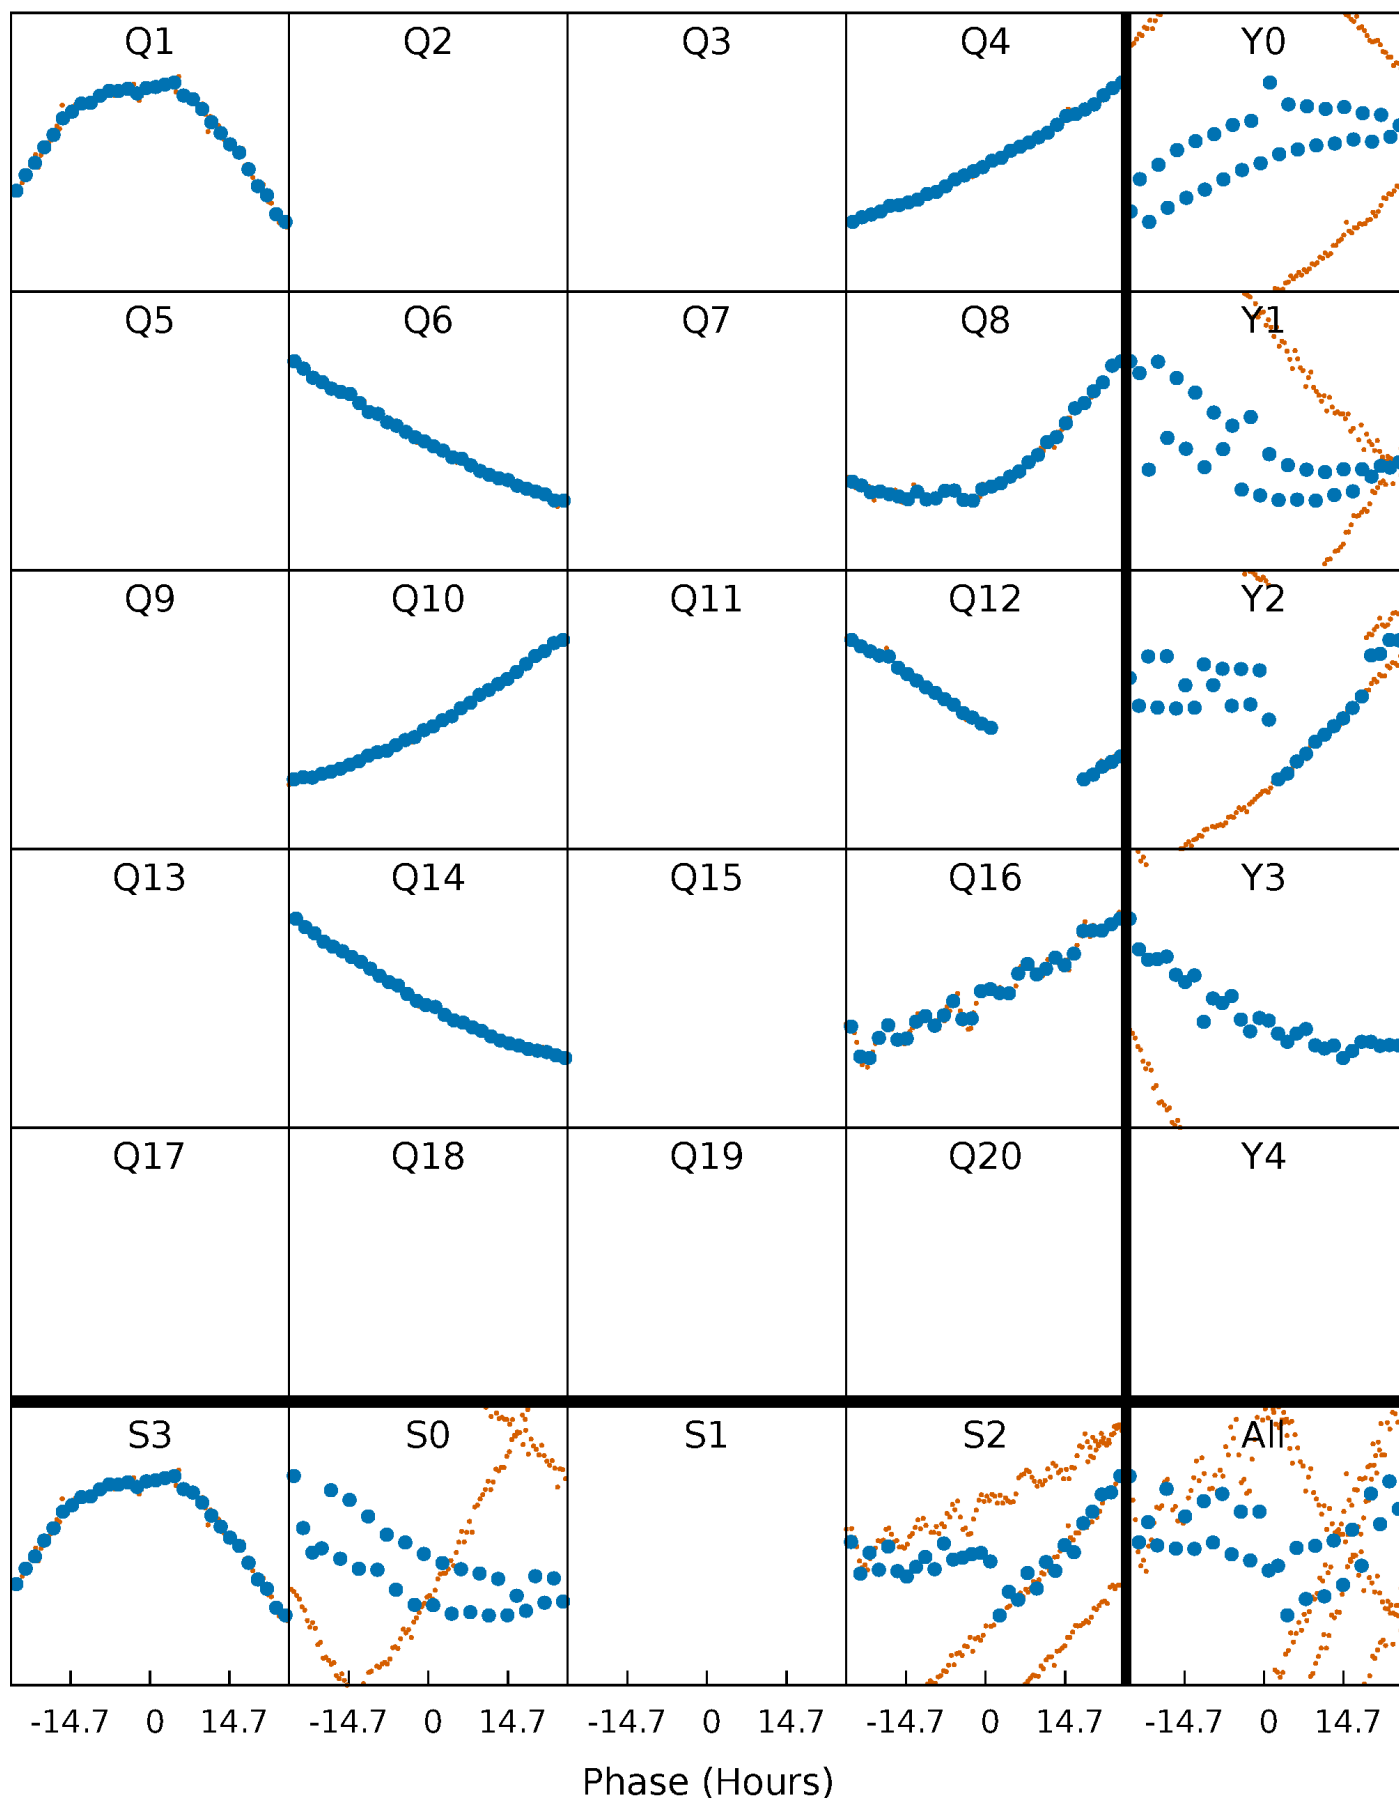 Q1 Q2 Q3 Q4 Y0
Q5 Q6 Q7 Q8 Y1
Q9 Q10 Q11 Q12 Y2
Q13 Q14 Q15 Q16 Y3
Q17 Q18 Q19 Q20 Y4
S3 S0 S1 S2 All
-14.7 0 14.7 -14.7 0 14.7 -14.7 0 14.7 -14.7 0 14.7 -14.7 0 14.7
Phase (Hours)